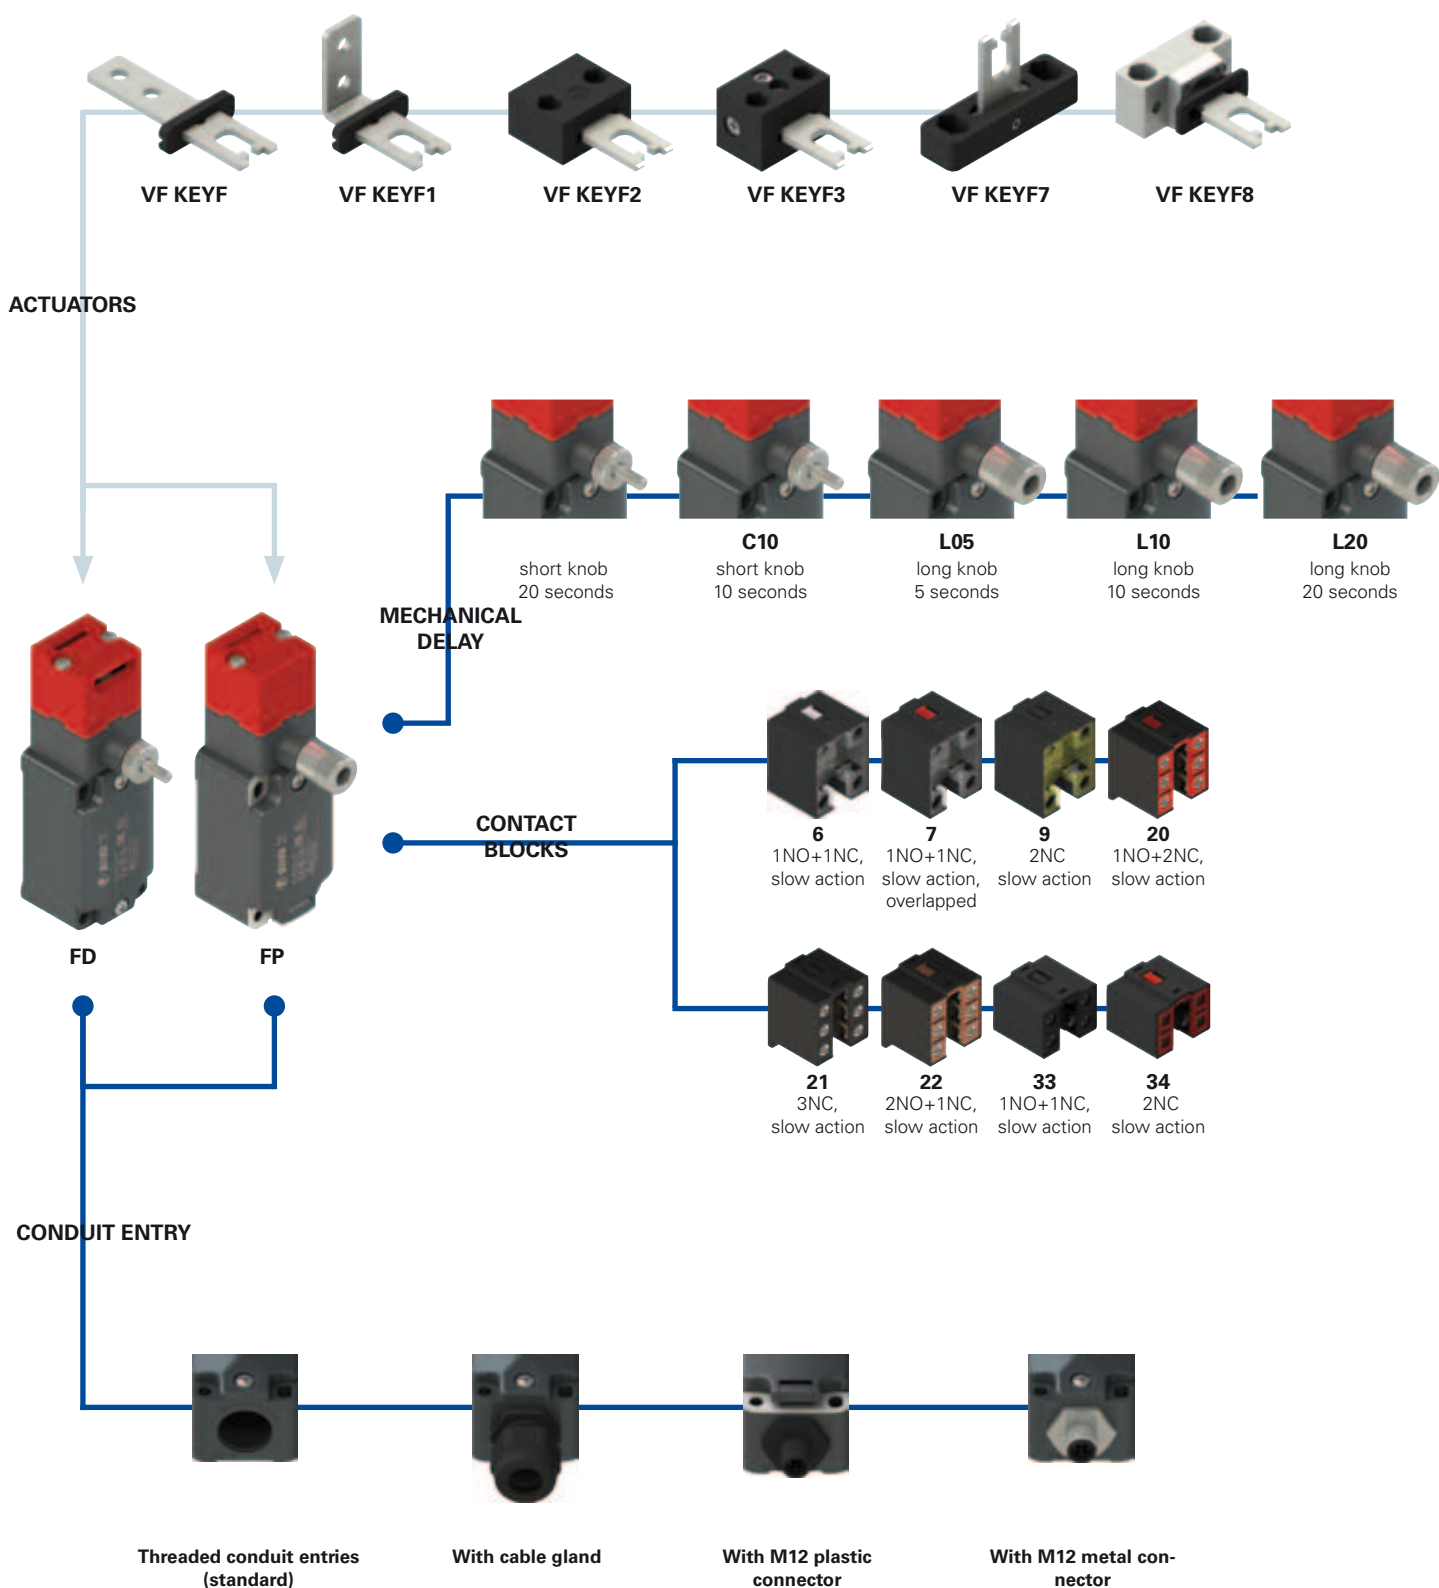 VF KEYF
VF KEYF1
VF KEYF2
VF KEYF3
VF KEYF7
VF KEYF8
ACTUATORS
short knob
20 seconds
C10
short knob
10 seconds
L05
long knob
5 seconds
L10
long knob
10 seconds
L20
long knob
20 seconds
MECHANICAL
DELAY
CONTACT
BLOCKS
6
1NO+1NC,
slow action
7
1NO+1NC,
slow action,
overlapped
9
2NC
slow action
20
1NO+2NC,
slow action
FD
FP
21
3NC,
slow action
22
2NO+1NC,
slow action
33
1NO+1NC,
slow action
34
2NC
slow action
CONDUIT ENTRY
Threaded conduit entries
(standard)
With cable gland
With M12 plastic
connector
With M12 metal con-
nector